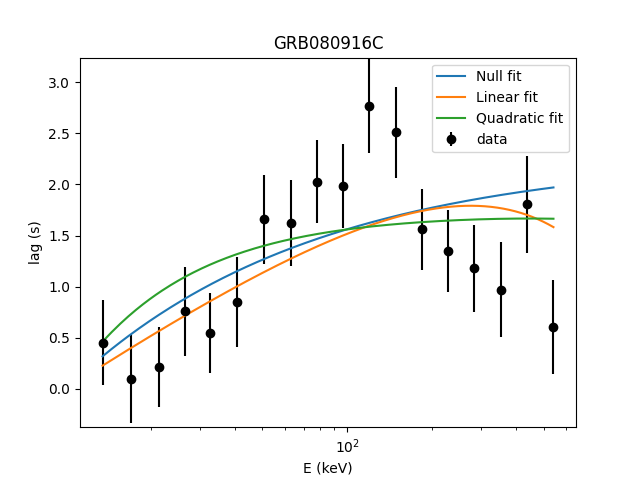 GRB080916C
Null fit
Linear fit
Quadratic fit
data
lag (s)
3.0
2.5
2.0
1.5
1.0
0.5
0.0
10²
E (keV)